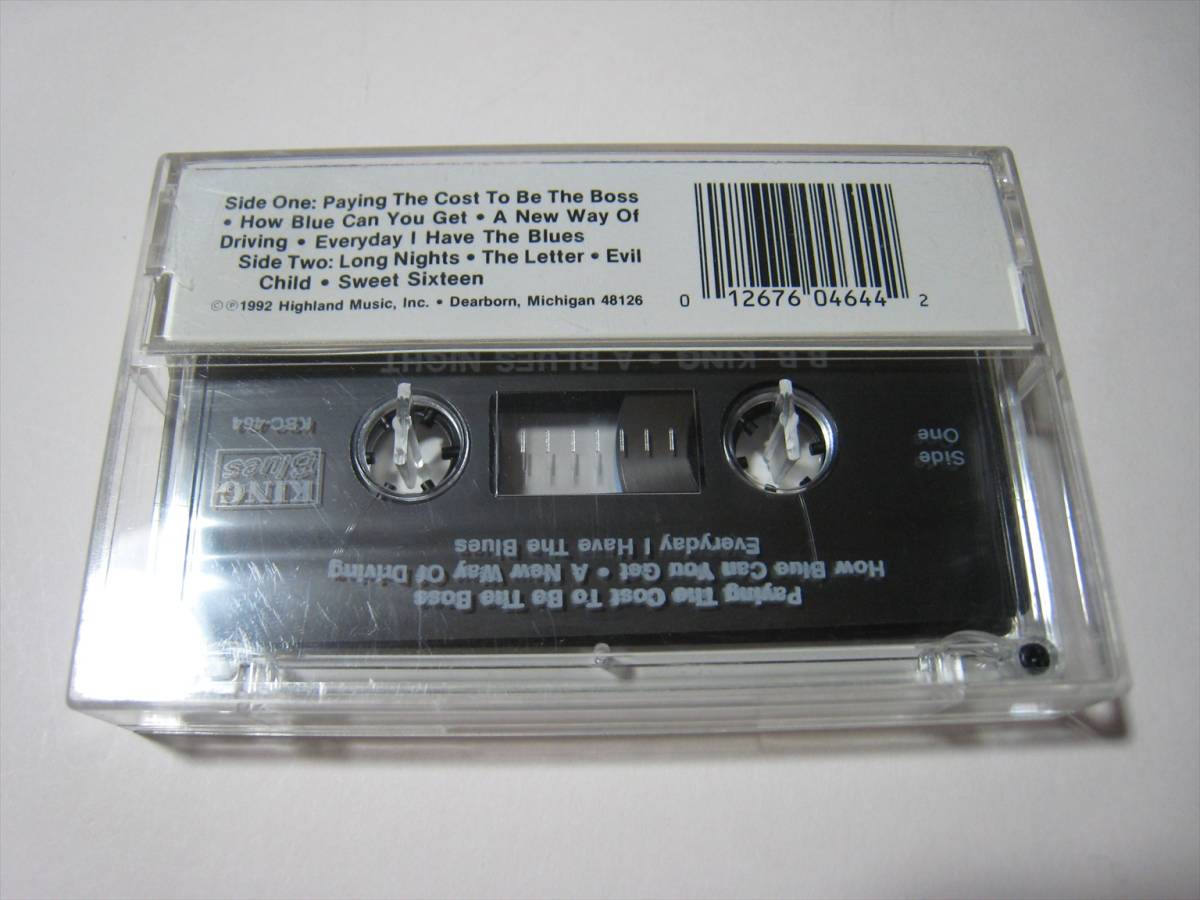 Side One: Paying The Cost To Be The Boss
• How Blue Can You Get • A New Way Of
Driving • Everyday I Have The Blues
Side Two: Long Nights • The Letter • Evil
Child • Sweet Sixteen
©℗1992 Highland Music, Inc. • Dearborn, Michigan 48126
0 12676 04644 2
B.B. KING • A BLUES NIGHT
KBC-464
Side
One
KING
Blues
Paying The Cost To Be The Boss
How Blue Can You Get • A New Way Of Driving
Everyday I Have The Blues